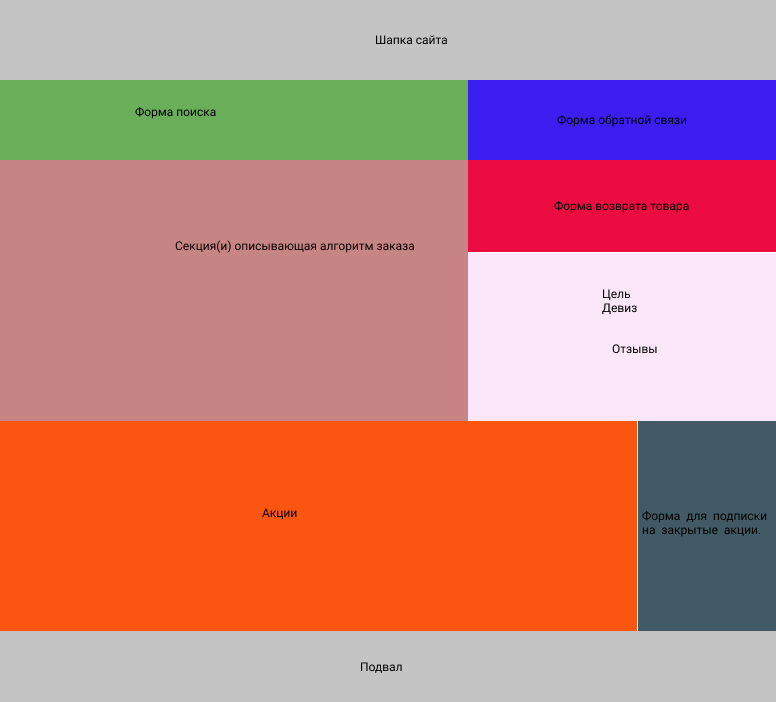 Шапка сайта
Форма поиска
Форма обратной связи
Форма возврата товара
Секция(и) описывающая алгоритм заказа
Цель
Девиз
Отзывы
Акции
Форма для подписки
на закрытые акции.
Подвал